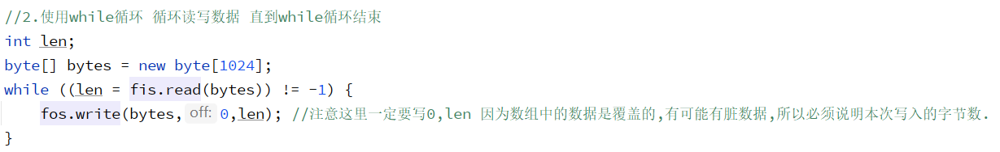 //2.使用while循环 循环读写数据 直到while循环结束
int len;
byte[] bytes = new byte[1024];
while ((len = fis.read(bytes)) != -1) {
    fos.write(bytes, off: 0,len); //注意这里一定要写0,len 因为数组中的数据是覆盖的,有可能有脏数据,所以必须说明本次写入的字节数.
}